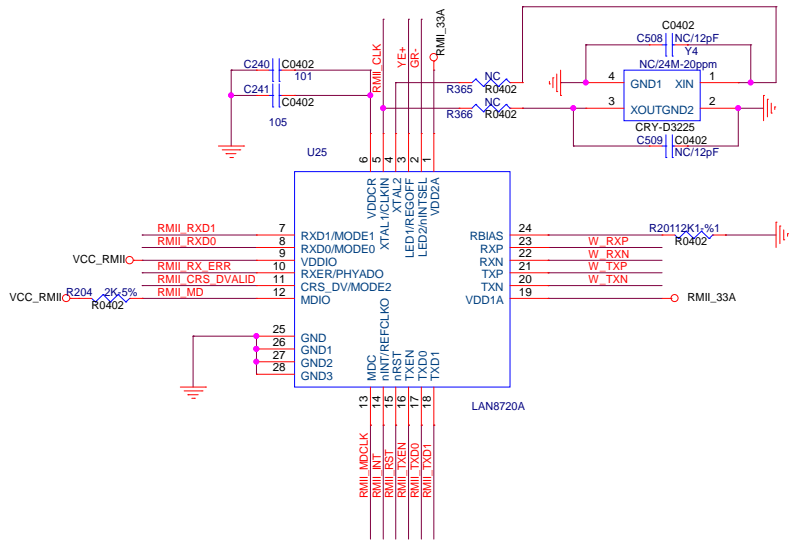 C0402
C508 NC/12pF
Y4
NC/24M-20ppm
4 GND1 XIN 1
3 XOUTGND2 2
CRY-D3225
C0402
C509 NC/12pF
RMII_33A
RMII_CLK
YE+
GR-
C240 C0402
101
C241
C0402
105
NC
R365 R0402
NC
R366 R0402
U25
6 5 4 3 2 1
VDDCR
XTAL1/CLKIN
XTAL2
LED1/REGOFF
LED2/nINTSEL
VDD2A
RMII_RXD1 7 RXD1/MODE1
RMII_RXD0 8 RXD0/MODE0
VCC_RMII 9 VDDIO
RMII_RX_ERR 10 RXER/PHYADO
RMII_CRS_DVALID 11 CRS_DV/MODE2
VCC_RMII R204 2K-5% RMII_MD 12 MDIO
R0402
RBIAS 24 R20112K1-%1
R0402
RXP 23 W_RXP
RXN 22 W_RXN
TXP 21 W_TXP
TXN 20 W_TXN
VDD1A 19 RMII_33A
25 GND
26 GND1
27 GND2
28 GND3
MDC
nINT/REFCLKO
nRST
TXEN
TXD0
TXD1
LAN8720A
13 14 15 16 17 18
RMII_MDCLK
RMII_INT
RMII_RST
RMII_TXEN
RMII_TXD0
RMII_TXD1